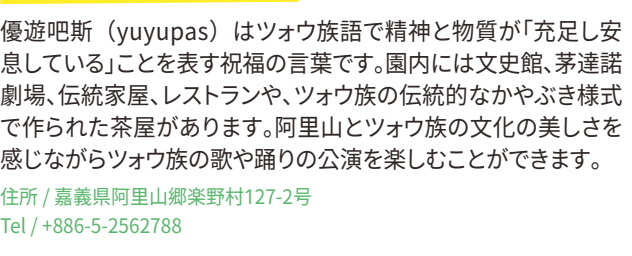 優遊吧斯（yuyupas）はツォウ族語で精神と物質が「充足し安
息している」ことを表す祝福の言葉です。園内には文史館、茅達諾
劇場、伝統家屋、レストランや、ツォウ族の伝統的なかやぶき様式
で作られた茶屋があります。阿里山とツォウ族の文化の美しさを
感じながらツォウ族の歌や踊りの公演を楽しむことができます。
住所 / 嘉義県阿里山郷楽野村127-2号
Tel / +886-5-2562788